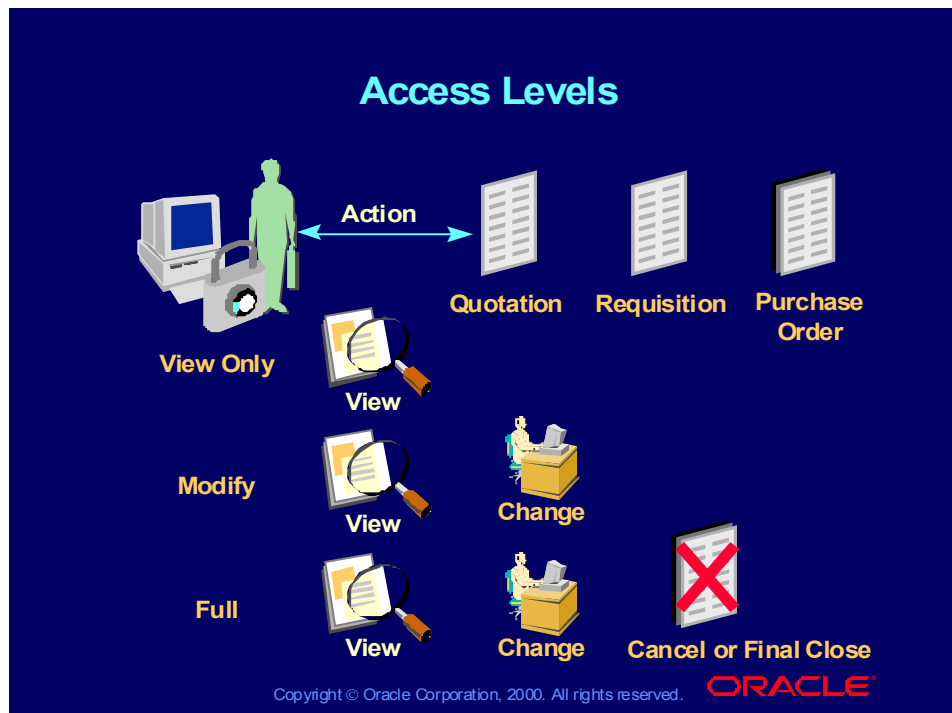 Access Levels
Action
Quotation
Requisition
Purchase
Order
View Only
View
Modify
View
Change
Full
View
Change
Cancel or Final Close
Copyright © Oracle Corporation, 2000. All rights reserved.
ORACLE®